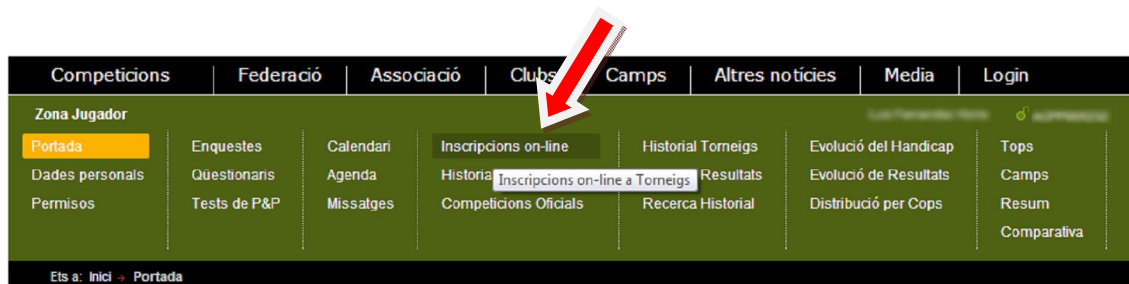 Competicions Federació Associació Clubs Camps Altres notícies Media Login
Zona Jugador
Portada Enquestes Calendari Inscripcions on-line Historial Torneigs Evolució del Handicap Tops
Dades personals Qüestionaris Agenda Resultats Evolució de Resultats Camps
Inscripcions on-line a Torneigs
Permisos Tests de P&P Missatges Competicions Oficials Recerca Historial Distribució per Cops Resum
Comparativa
Ets a: Inici → Portada